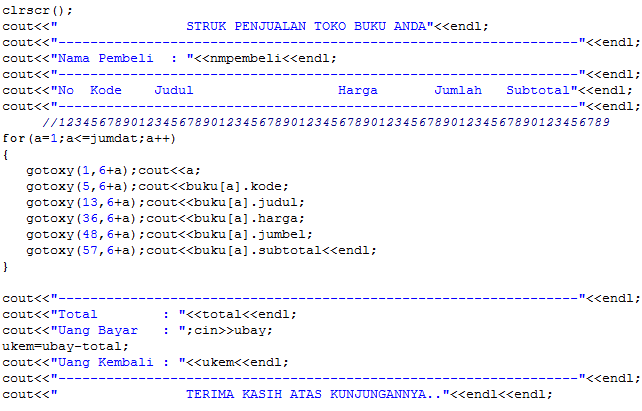 clrscr();
cout<<"                STRUK PENJUALAN TOKO BUKU ANDA"<<endl;
cout<<"-----------------------------------------------------------------"<<endl;
cout<<"Nama Pembeli  : "<<nmpembeli<<endl;
cout<<"-----------------------------------------------------------------"<<endl;
cout<<"No  Kode    Judul                  Harga       Jumlah   Subtotal"<<endl;
cout<<"-----------------------------------------------------------------"<<endl;
     //12345678901234567890123456789012345678901234567890123456789012345678​9
for(a=1;a<=jumdat;a++)
{
   gotoxy(1,6+a);cout<<a;
   gotoxy(5,6+a);cout<<buku[a].kode;
   gotoxy(13,6+a);cout<<buku[a].judul;
   gotoxy(36,6+a);cout<<buku[a].harga;
   gotoxy(48,6+a);cout<<buku[a].jumbel;
   gotoxy(57,6+a);cout<<buku[a].subtotal<<endl;
}
cout<<"-----------------------------------------------------------------"<<endl;
cout<<"Total        : "<<total<<endl;
cout<<"Uang Bayar   : ";cin>>ubay;
ukem=ubay-total;
cout<<"Uang Kembali : "<<ukem<<endl;
cout<<"-----------------------------------------------------------------"<<endl;
cout<<"                TERIMA KASIH ATAS KUNJUNGANNYA.."<<endl<<endl;